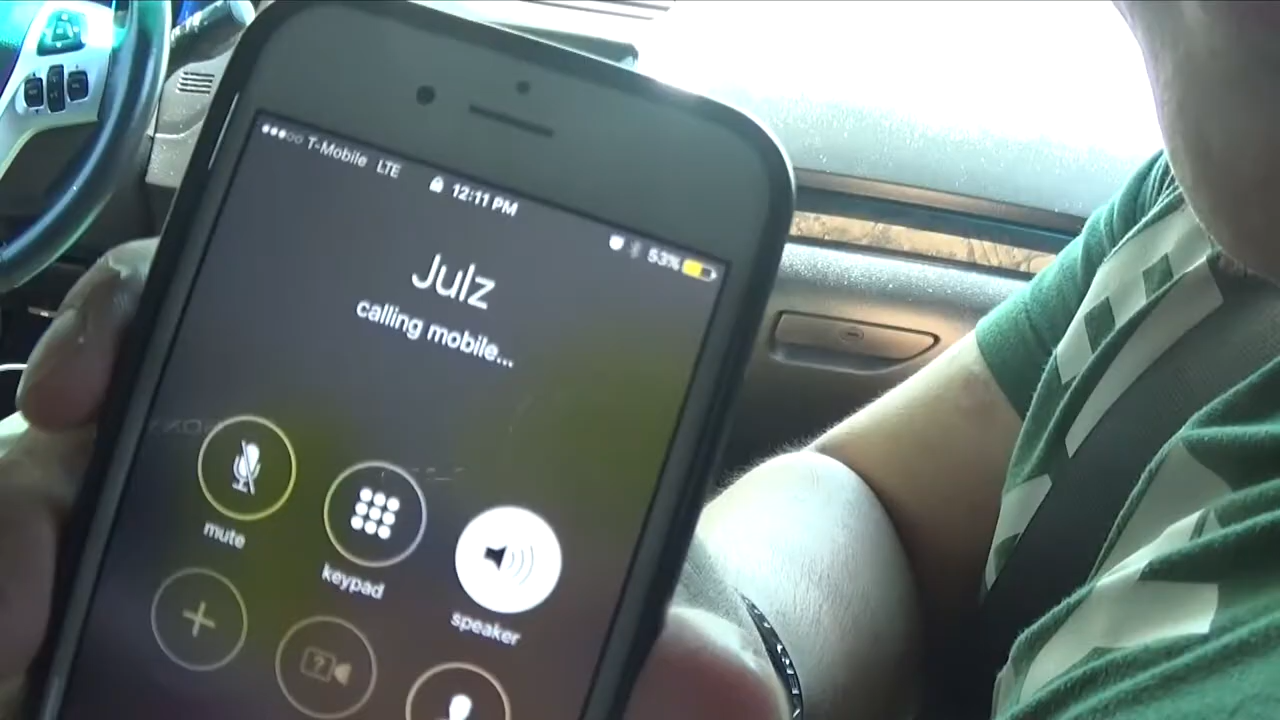 T-Mobile LTE 12:11 PM 53%
Julz
calling mobile...
mute
keypad
speaker